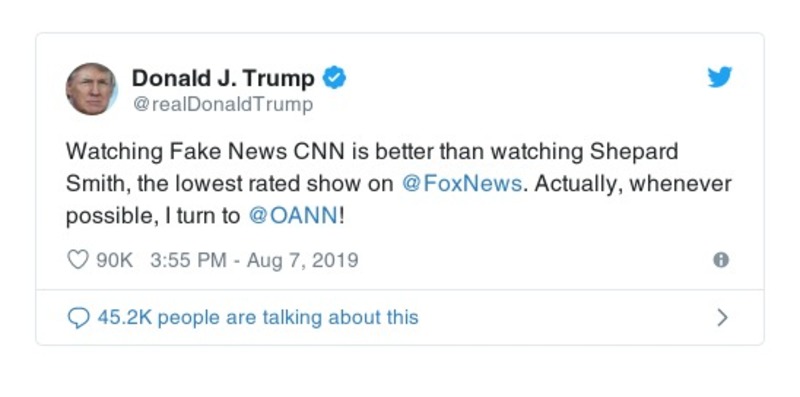 Donald J. Trump
@realDonaldTrump
Watching Fake News CNN is better than watching Shepard
Smith, the lowest rated show on @FoxNews. Actually, whenever
possible, I turn to @OANN!
90K 3:55 PM - Aug 7, 2019
45.2K people are talking about this